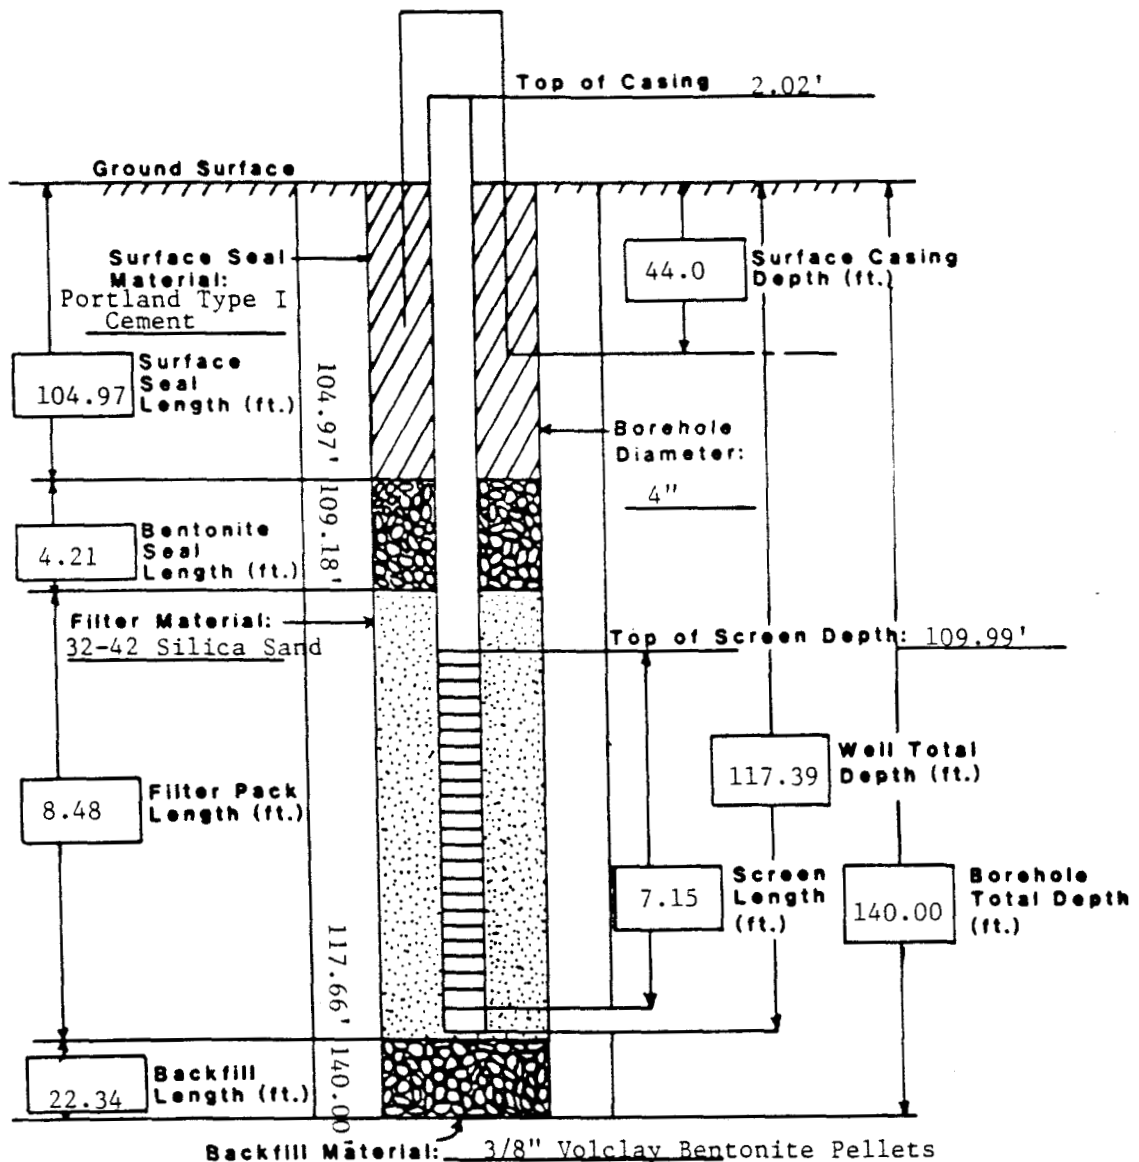 Top of Casing 2.02'
Ground Surface
Surface Seal
Material:
Portland Type I
Cement
44.0
Surface Casing
Depth (ft.)
104.97
Surface
Seal
Length (ft.)
104.97'
Borehole
Diameter:
4"
4.21
Bentonite
Seal
Length (ft.)
109.18'
Filter Material:
32-42 Silica Sand
Top of Screen Depth: 109.99'
117.39
Well Total
Depth (ft.)
8.48
Filter Pack
Length (ft.)
7.15
Screen
Length
(ft.)
140.00
Borehole
Total Depth
(ft.)
117.66'
140.00
22.34
Backfill
Length (ft.)
Backfill Material: 3/8" Volclay Bentonite Pellets